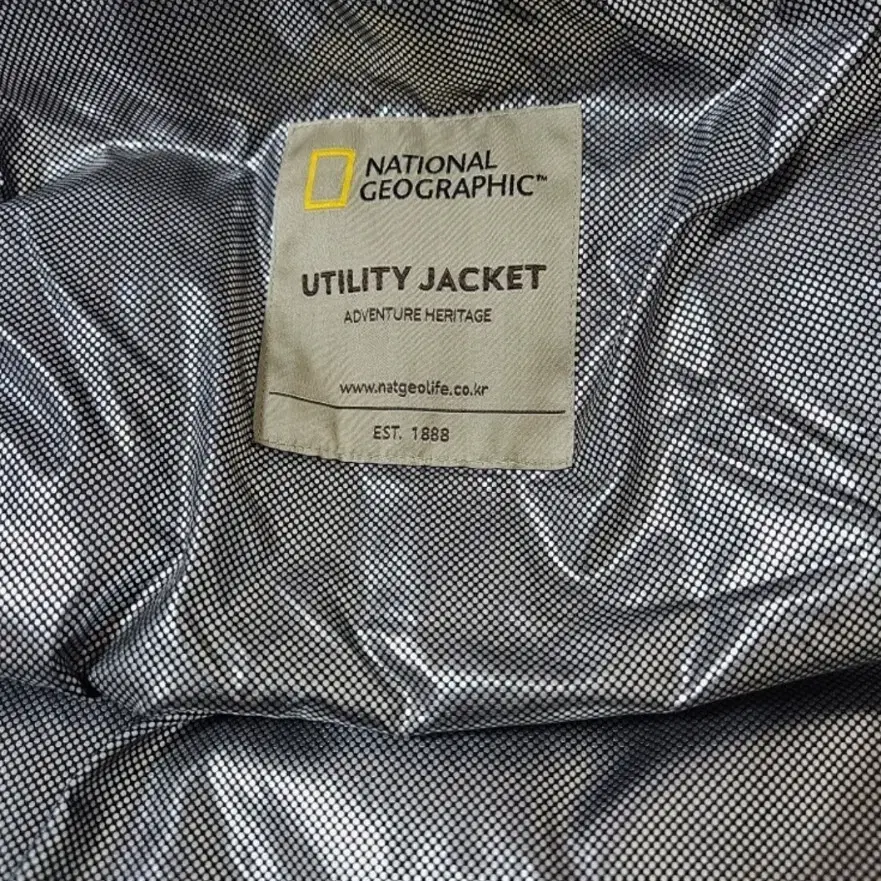 NATIONAL
GEOGRAPHIC™
UTILITY JACKET
ADVENTURE HERITAGE
www.natgeolife.co.kr
EST. 1888